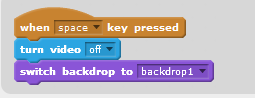 when space key pressed
turn video off
switch backdrop to backdrop1